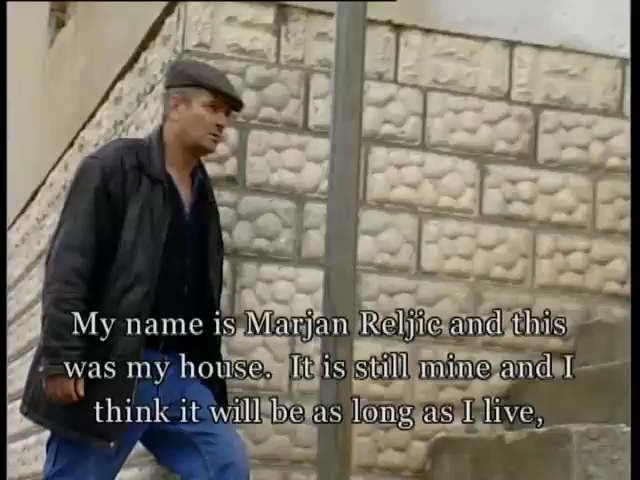 My name is Marjan Reljic and this
was my house.  It is still mine and I
think it will be as long as I live,